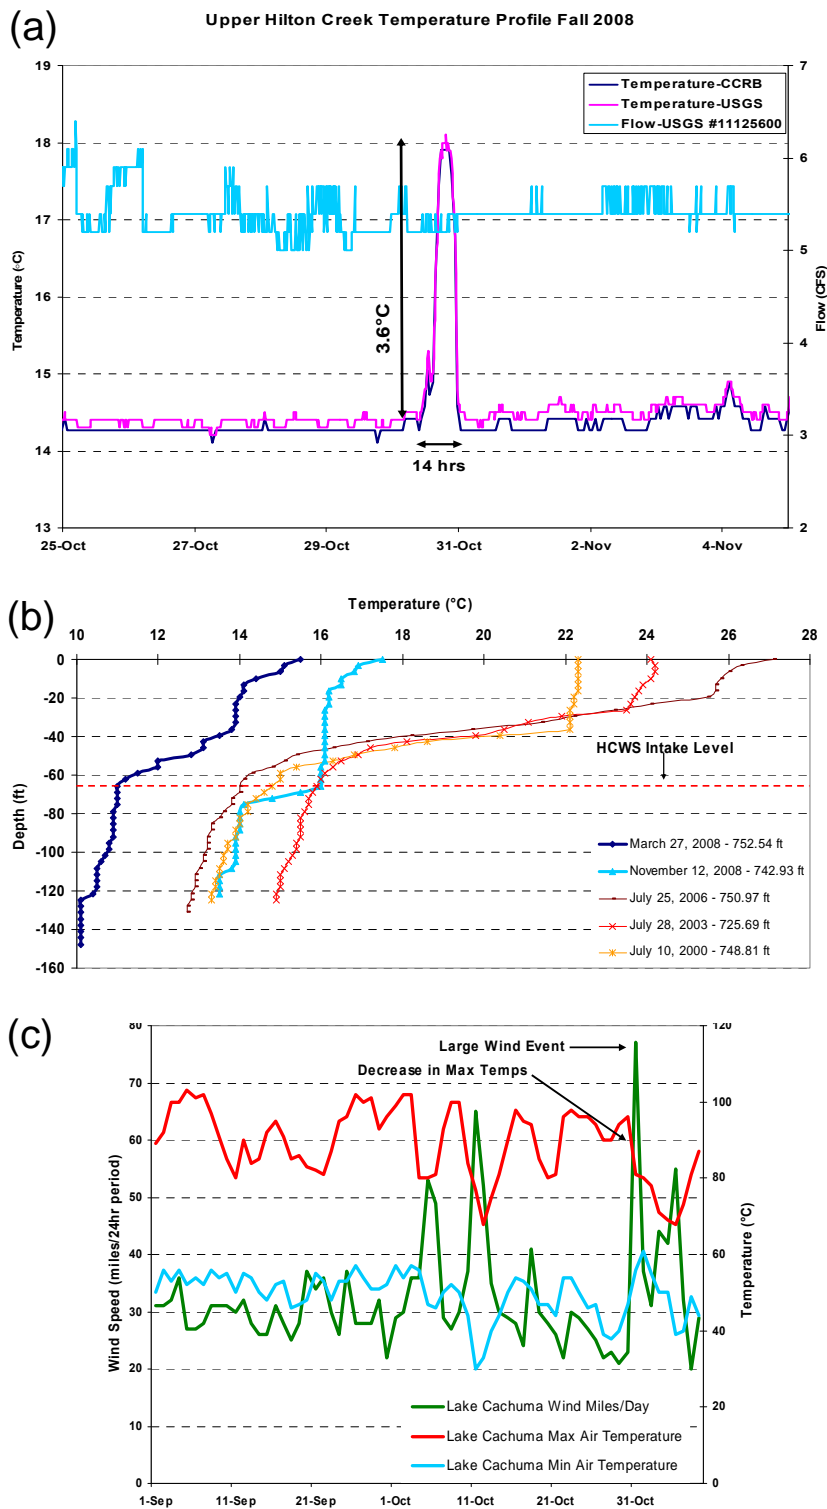 (a)
Upper Hilton Creek Temperature Profile Fall 2008
Temperature-CCRB
Temperature-USGS
Flow-USGS #11125600
Temperature (°C)
19
18
17
16
15
14
13
Flow (CFS)
7
6
5
4
3
2
3.6°C
14 hrs
25-Oct 27-Oct 29-Oct 31-Oct 2-Nov 4-Nov
(b)
Temperature (°C)
10 12 14 16 18 20 22 24 26 28
Depth (ft)
0
-20
-40
-60
-80
-100
-120
-140
-160
HCWS Intake Level
March 27, 2008 - 752.54 ft
November 12, 2008 - 742.93 ft
July 25, 2006 - 750.97 ft
July 28, 2003 - 725.69 ft
July 10, 2000 - 748.81 ft
(c)
Wind Speed (miles/24hr period)
80
70
60
50
40
30
20
10
0
Temperature (°C)
120
100
80
60
40
20
0
Large Wind Event
Decrease in Max Temps
Lake Cachuma Wind Miles/Day
Lake Cachuma Max Air Temperature
Lake Cachuma Min Air Temperature
1-Sep 11-Sep 21-Sep 1-Oct 11-Oct 21-Oct 31-Oct